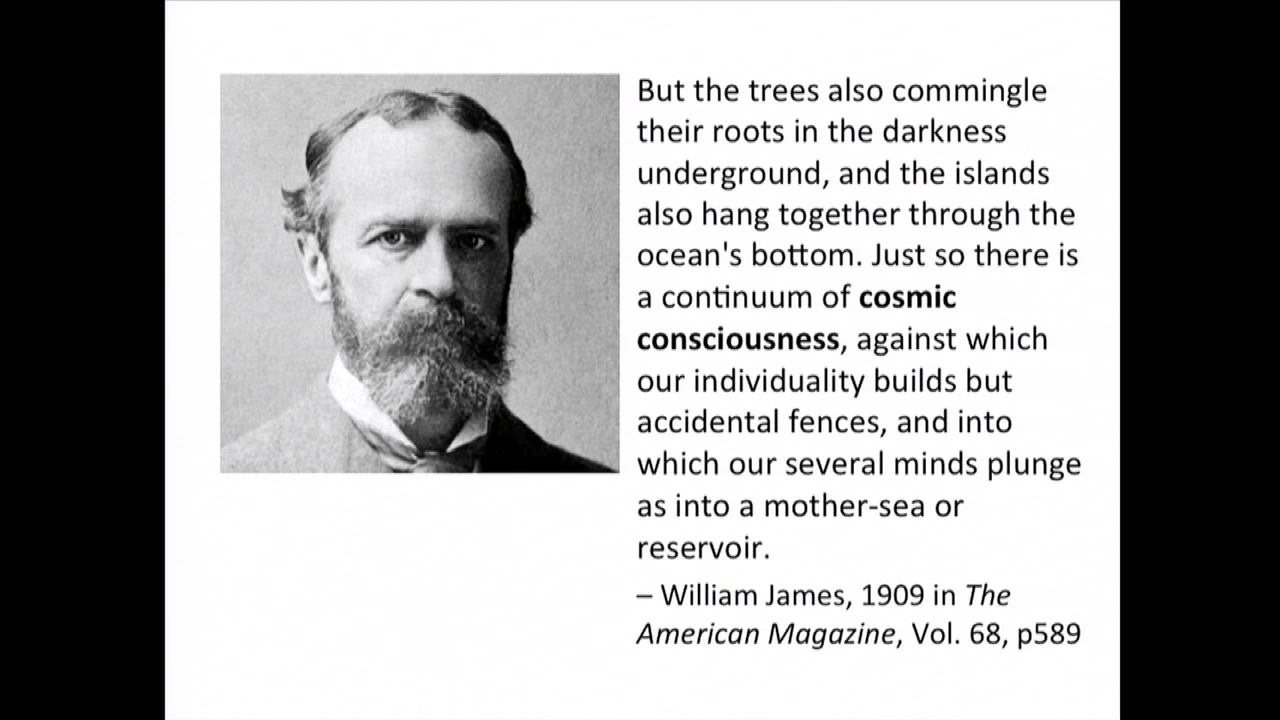 But the trees also commingle
their roots in the darkness
underground, and the islands
also hang together through the
ocean's bottom. Just so there is
a continuum of cosmic
consciousness, against which
our individuality builds but
accidental fences, and into
which our several minds plunge
as into a mother-sea or
reservoir.
– William James, 1909 in The
American Magazine, Vol. 68, p589